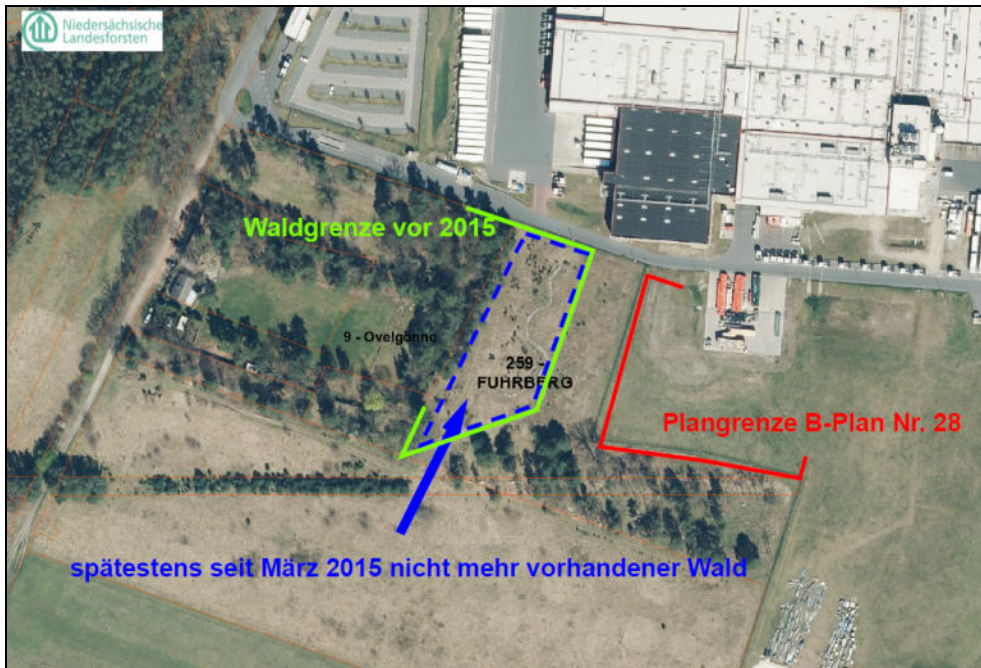 Niedersächsische
Landesforsten
Waldgrenze vor 2015
9 - Ovelgönne
259 -
FUHRBERG
Plangrenze B-Plan Nr. 28
spätestens seit März 2015 nicht mehr vorhandener Wald